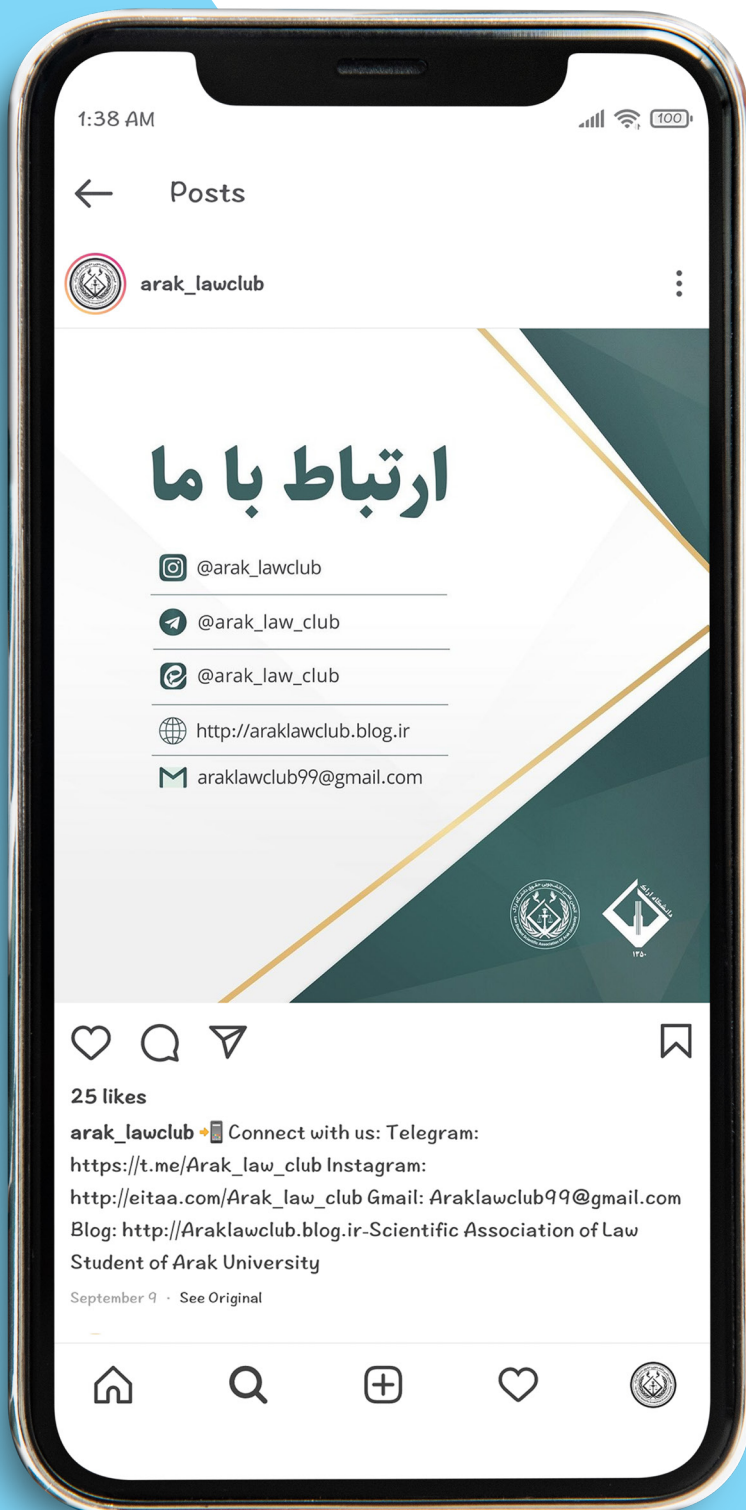 1:38 AM
100
Posts
arak_lawclub
ارتباط با ما
@arak_lawclub
@arak_law_club
@arak_law_club
http://araklawclub.blog.ir
araklawclub99@gmail.com
دانشگاه اراک
۱۳۵۰
25 likes
arak_lawclub Connect with us: Telegram:
https://t.me/Arak_law_club Instagram:
http://eitaa.com/Arak_law_club Gmail: Araklawclub99@gmail.com
Blog: http://Araklawclub.blog.ir-Scientific Association of Law
Student of Arak University
September 9 · See Original